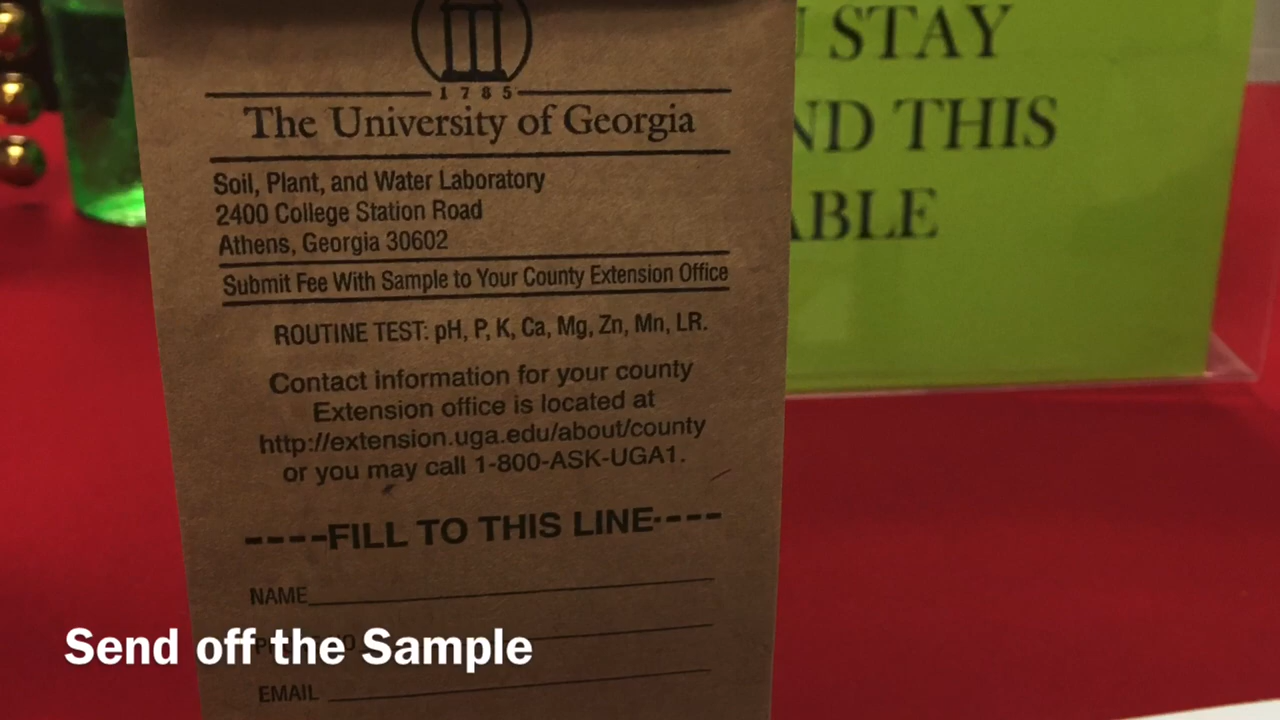 1785
The University of Georgia
Soil, Plant, and Water Laboratory
2400 College Station Road
Athens, Georgia 30602
Submit Fee With Sample to Your County Extension Office
ROUTINE TEST: pH, P, K, Ca, Mg, Zn, Mn, LR.
Contact information for your county
Extension office is located at
http://extension.uga.edu/about/county
or you may call 1-800-ASK-UGA1.
----FILL TO THIS LINE----
NAME
EMAIL
STAY
THIS
Send off the Sample